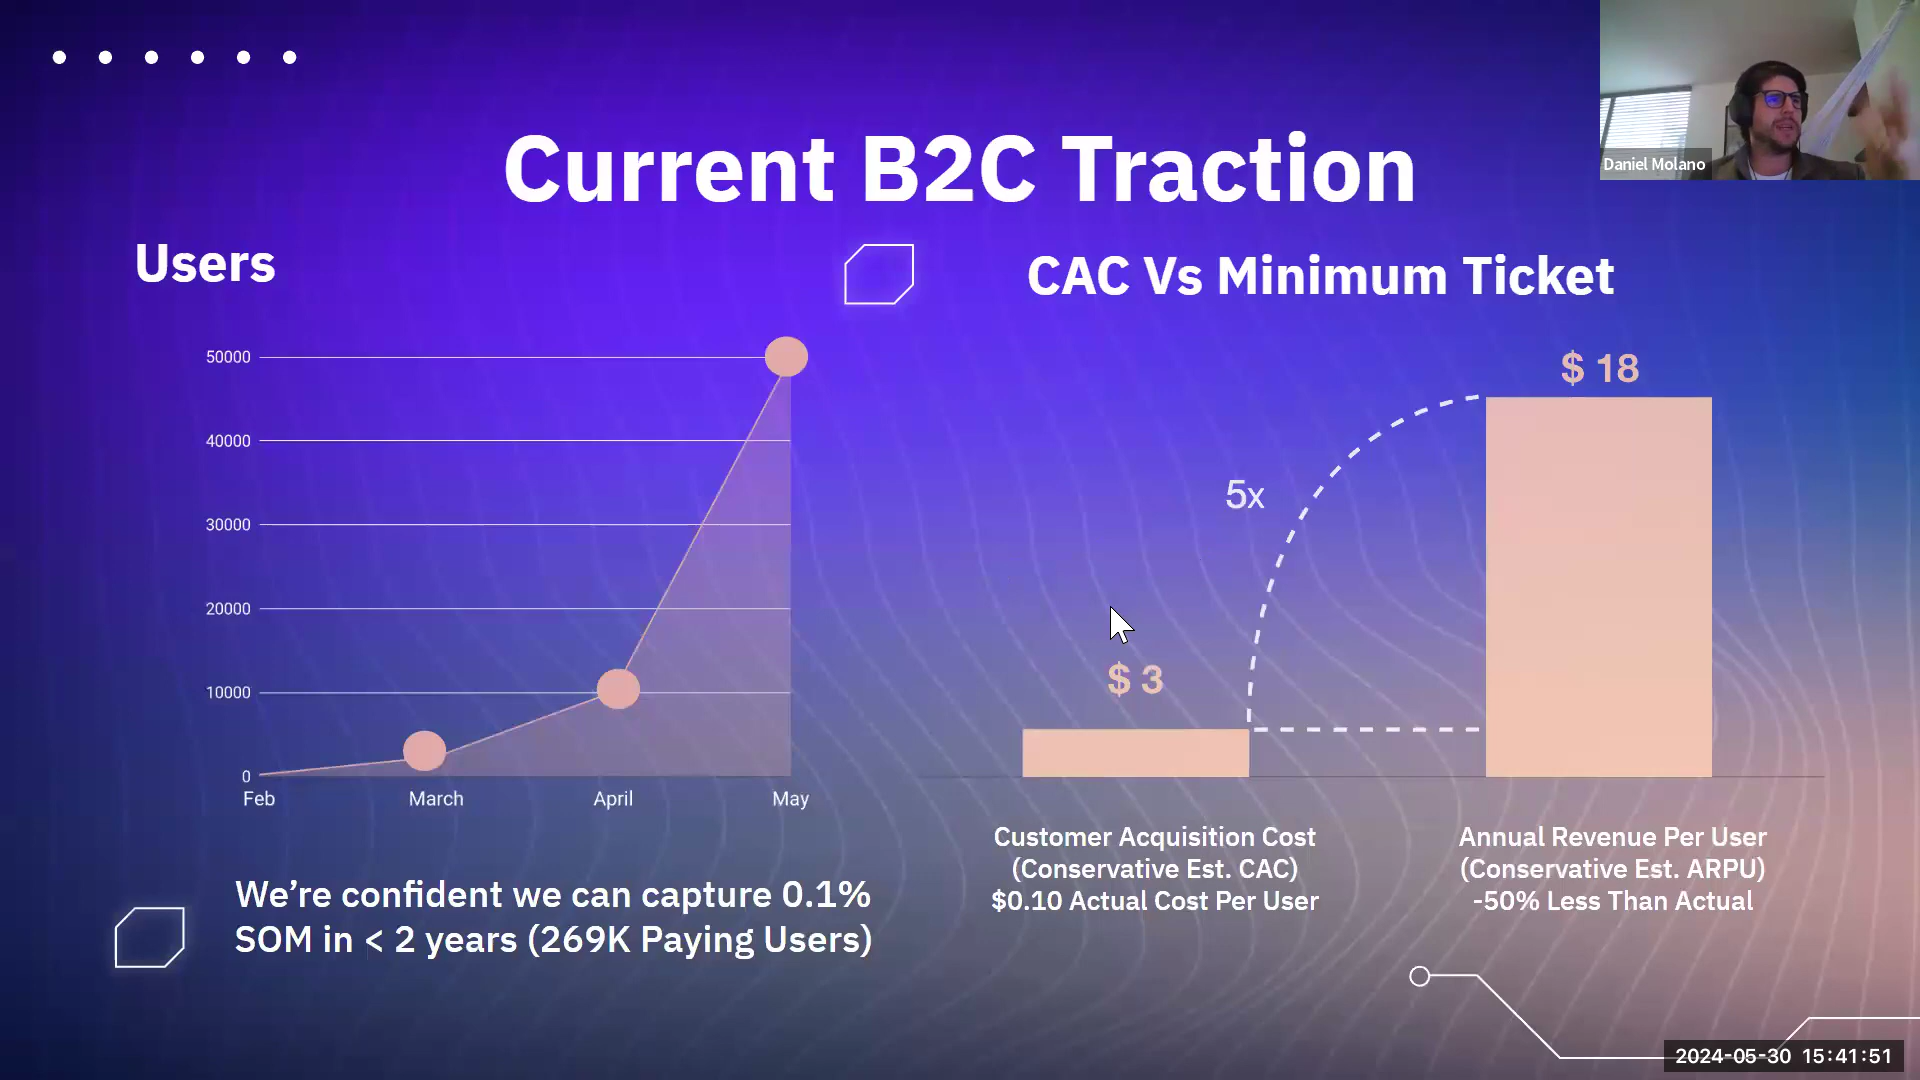 Current B2C Traction
Daniel Molano
Users
50000
40000
30000
20000
10000
0
Feb March April May
We’re confident we can capture 0.1%
SOM in < 2 years (269K Paying Users)
CAC Vs Minimum Ticket
$ 18
5x
$ 3
Customer Acquisition Cost
(Conservative Est. CAC)
$0.10 Actual Cost Per User
Annual Revenue Per User
(Conservative Est. ARPU)
-50% Less Than Actual
2024-05-30 15:41:51